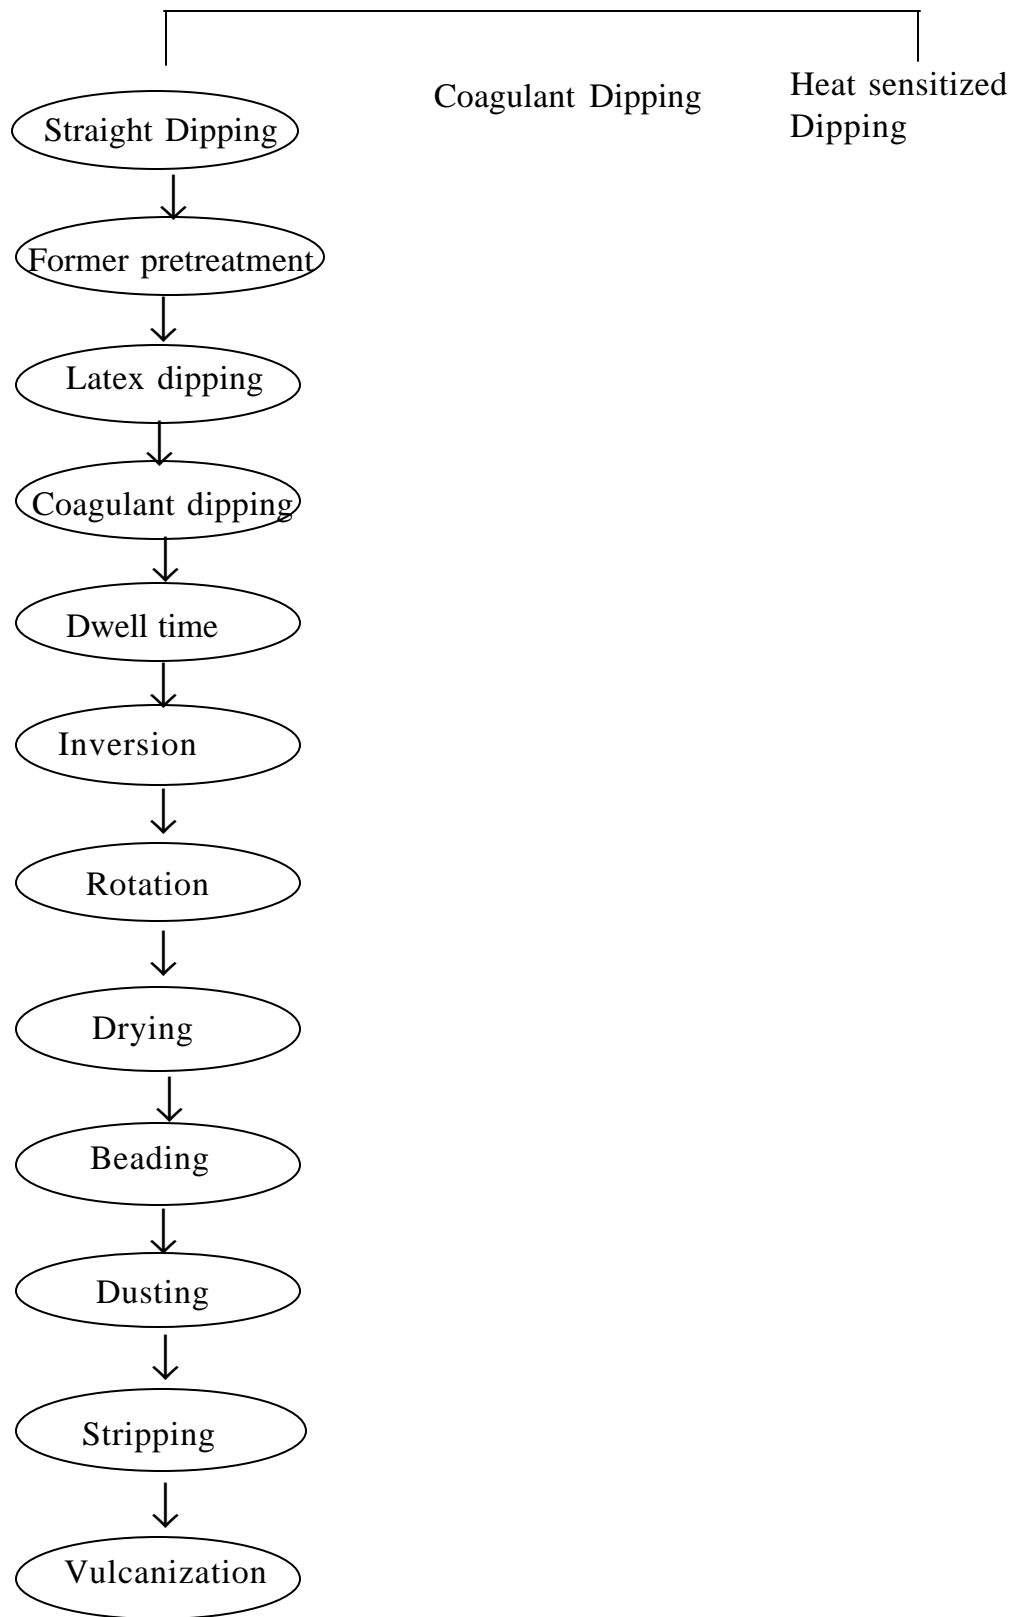 Straight Dipping
Coagulant Dipping
Heat sensitized
Dipping
Former pretreatment
Latex dipping
Coagulant dipping
Dwell time
Inversion
Rotation
Drying
Beading
Dusting
Stripping
Vulcanization